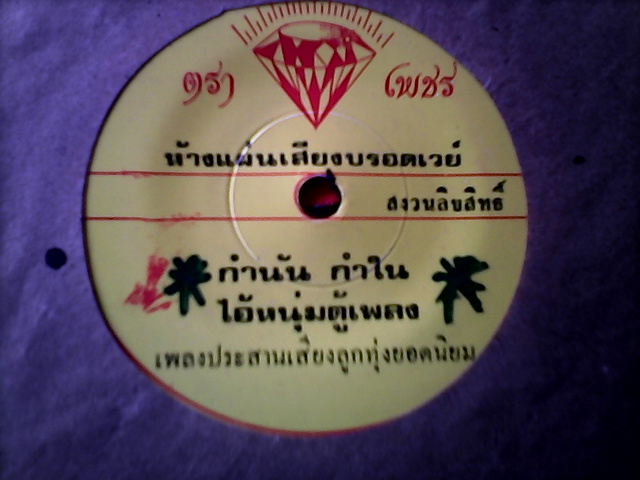 ตรา เพชร
ห้างแผ่นเสียงบรอดเวย์
สงวนลิขสิทธิ์
กำนัน กำใน
ไอ้หนุ่มตู้เพลง
เพลงประสานเสียงลูกทุ่งยอดนิยม